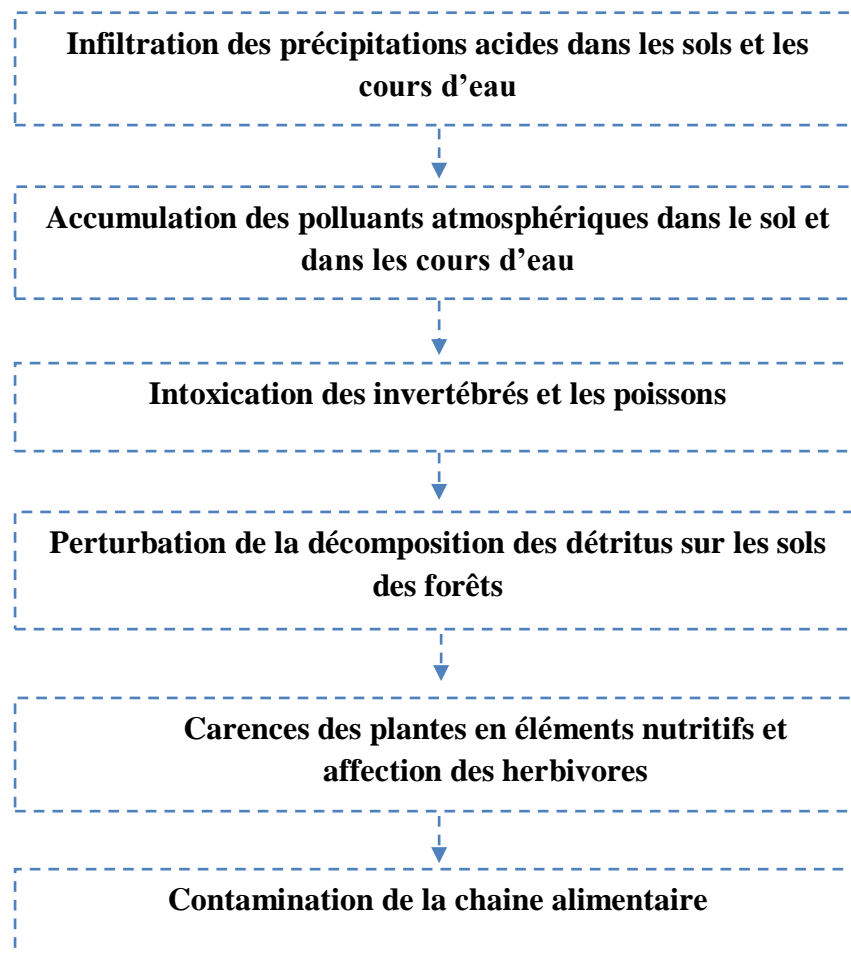 Infiltration des précipitations acides dans les sols et les
cours d’eau
Accumulation des polluants atmosphériques dans le sol et
dans les cours d’eau
Intoxication des invertébrés et les poissons
Perturbation de la décomposition des détritus sur les sols
des forêts
Carences des plantes en éléments nutritifs et
affection des herbivores
Contamination de la chaine alimentaire